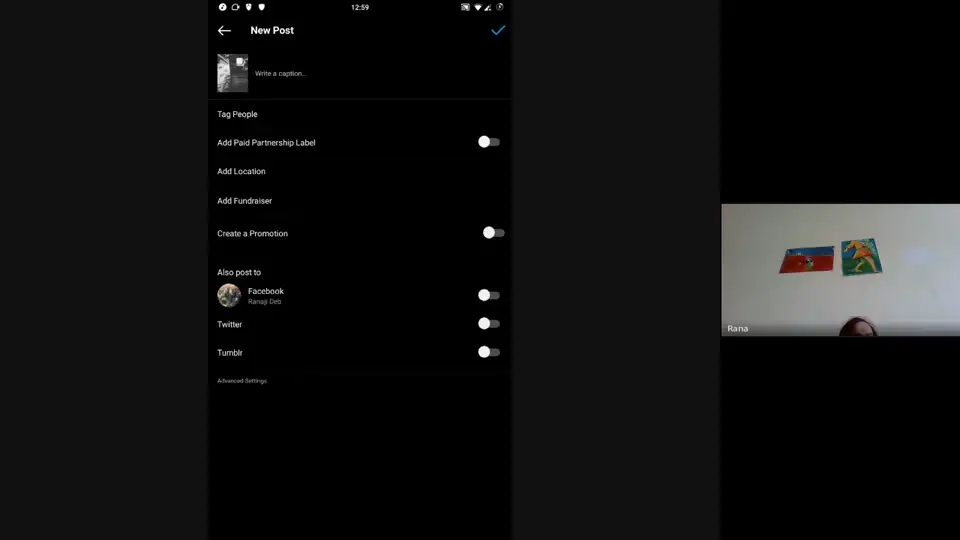 12:59
New Post
Write a caption...
Tag People
Add Paid Partnership Label
Add Location
Add Fundraiser
Create a Promotion
Also post to
Facebook
Ranaji Deb
Twitter
Tumblr
Advanced Settings
Rana